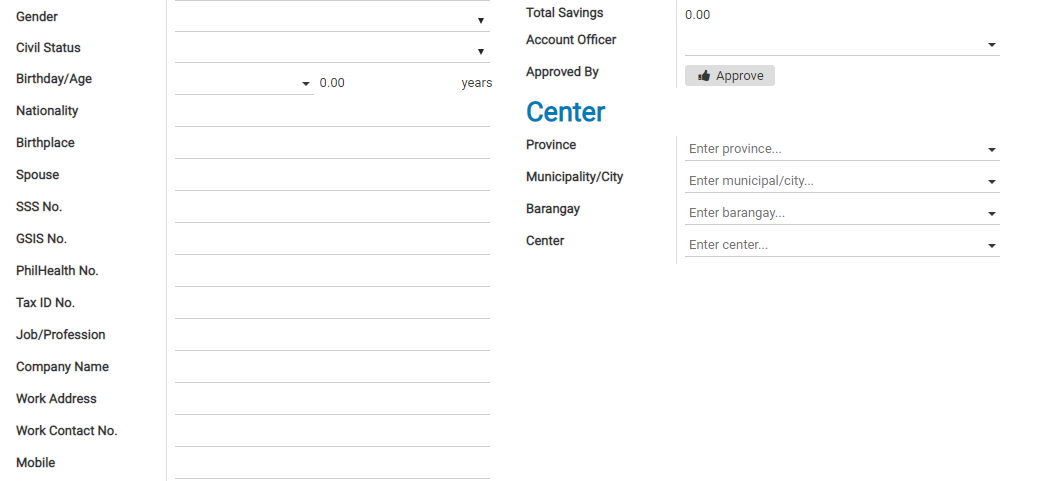 Gender
Civil Status
Birthday/Age 0.00 years
Nationality
Birthplace
Spouse
SSS No.
GSIS No.
PhilHealth No.
Tax ID No.
Job/Profession
Company Name
Work Address
Work Contact No.
Mobile
Total Savings 0.00
Account Officer
Approved By Approve
Center
Province Enter province...
Municipality/City Enter municipal/city...
Barangay Enter barangay...
Center Enter center...